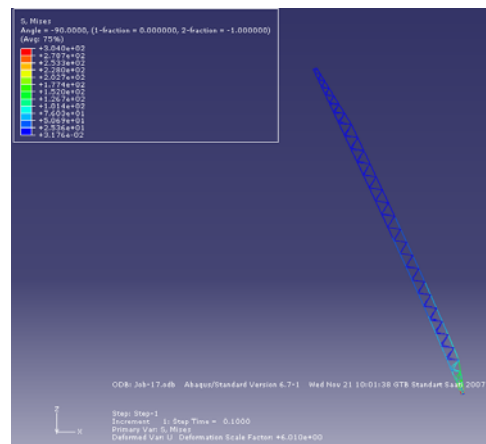 S, Mises
Angle = -90.0000, (1-fraction = 0.000000, 2-fraction = -1.000000)
(Avg: 75%)
+3.040e+02
+2.787e+02
+2.533e+02
+2.280e+02
+2.027e+02
+1.774e+02
+1.520e+02
+1.267e+02
+1.014e+02
+7.603e+01
+5.069e+01
+2.536e+01
+3.176e-02
ODB: Job-17.odb Abaqus/Standard Version 6.7-1 Wed Nov 21 10:01:38 GTB Standart Saati 2007
Z
X
Step: Step-1
Increment 1: Step Time = 0.1000
Primary Var: S, Mises
Deformed Var: U Deformation Scale Factor: +6.010e+00